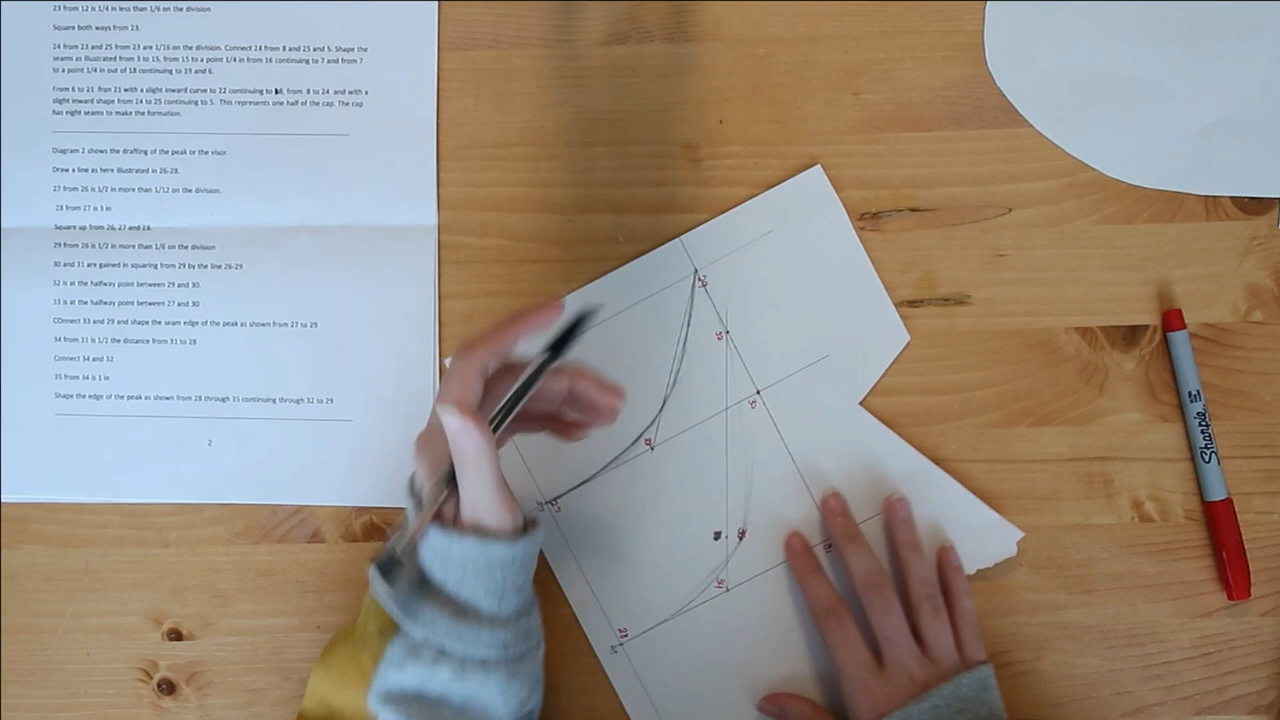 23 from 12 is 1/4 in less than 1/6 on the division
Square both ways from 23.
24 from 23 and 25 from 23 are 1/16 on the division. Connect 24 from 8 and 25 and 5. Shape the
seams as illustrated from 3 to 15, from 15 to a point 1/4 in from 16 continuing to 7 and from 7
to a point 1/4 in out of 18 continuing to 19 and 6.
From 6 to 21 from 21 with a slight inward curve to 22 continuing to 8, from 8 to 24 and with a
slight inward shape from 24 to 25 continuing to 5. This represents one half of the cap. The cap
has eight seams to make the formation.
Diagram 2 shows the drafting of the peak or the visor.
Draw a line as here illustrated in 26-28.
27 from 26 is 1/2 in more than 1/12 on the division.
28 from 27 is 3 in
Square up from 26, 27 and 28.
29 from 26 is 1/2 in more than 1/6 on the division
30 and 31 are gained in squaring from 29 by the line 26-29
32 is at the halfway point between 29 and 30.
33 is at the halfway point between 27 and 30
COnnect 33 and 29 and shape the seam edge of the peak as shown from 27 to 29
34 from 31 is 1/2 the distance from 31 to 28
Connect 34 and 32
35 from 34 is 1 in
Shape the edge of the peak as shown from 28 through 35 continuing through 32 to 29
2
29
32
30
33
27
31
34
28
Sharpie